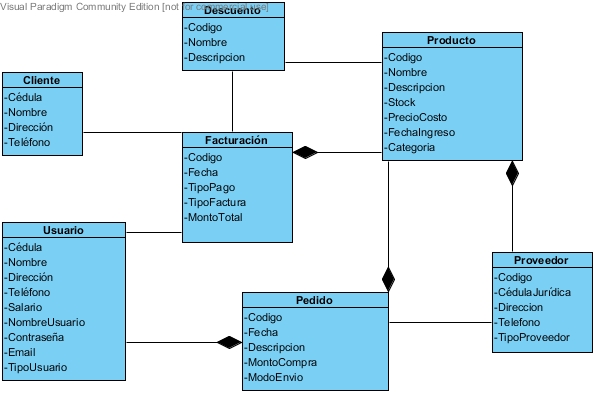 Visual Paradigm Community Edition [not for commercial use]
Descuento
-Codigo
-Nombre
-Descripcion
Producto
-Codigo
-Nombre
-Descripcion
-Stock
-PrecioCosto
-FechaIngreso
-Categoria
Cliente
-Cédula
-Nombre
-Dirección
-Teléfono
Facturación
-Codigo
-Fecha
-TipoPago
-TipoFactura
-MontoTotal
Usuario
-Cédula
-Nombre
-Dirección
-Teléfono
-Salario
-NombreUsuario
-Contraseña
-Email
-TipoUsuario
Pedido
-Codigo
-Fecha
-Descripcion
-MontoCompra
-ModoEnvio
Proveedor
-Codigo
-CédulaJurídica
-Direccion
-Telefono
-TipoProveedor